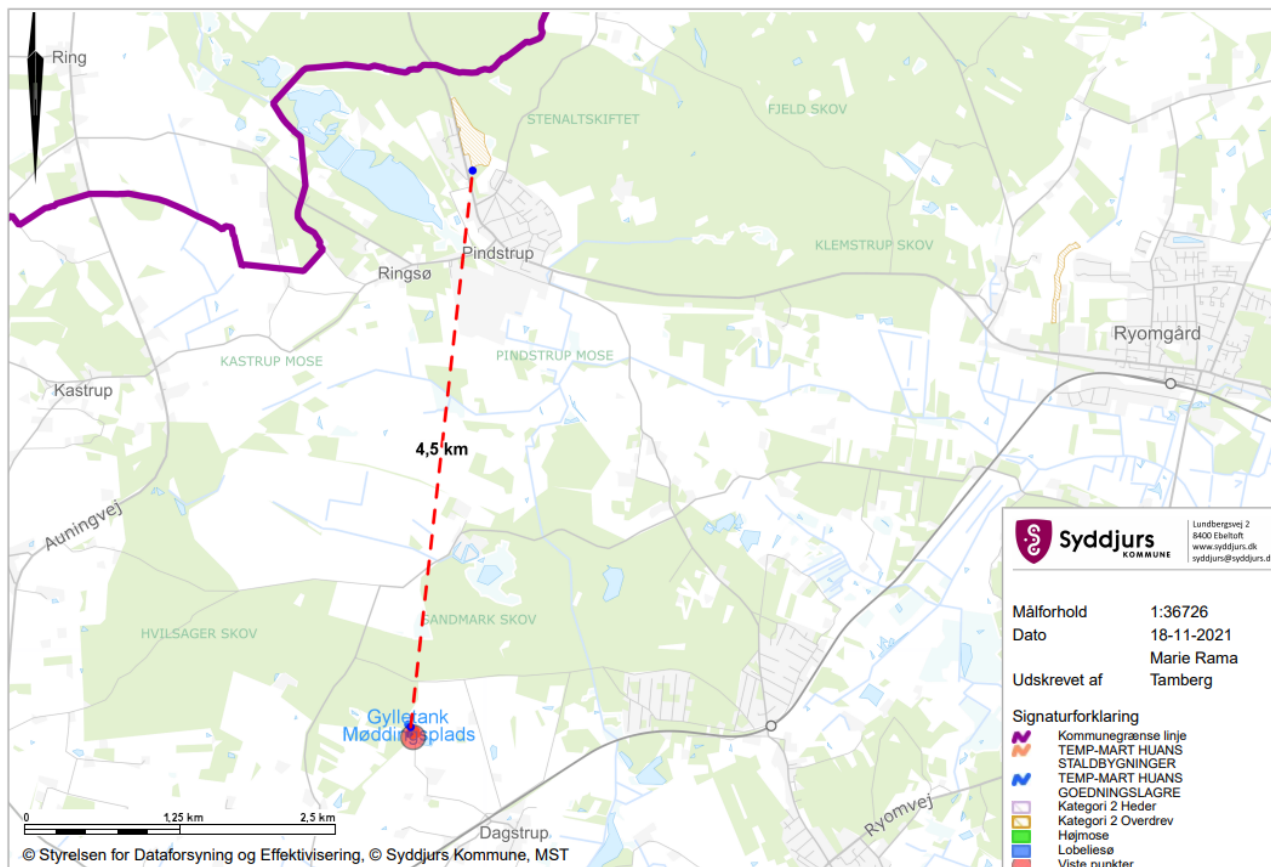 Ring
STENALTSKIFTET
FJELD SKOV
KLEMSTRUP SKOV
Pindstrup
Ringsø
Ryomgård
KASTRUP MOSE
PINDSTRUP MOSE
Kastrup
4,5 km
Auningvej
SANDMARK SKOV
HVILSAGER SKOV
Gylletank
Møddingsplads
Dagstrup
Ryomvej
0 1,25 km 2,5 km
© Styrelsen for Dataforsyning og Effektivisering, © Syddjurs Kommune, MST
Syddjurs
KOMMUNE
Lundbergsvej 2
8400 Ebeltoft
www.syddjurs.dk
syddjurs@syddjurs.d
Målforhold 1:36726
Dato 18-11-2021
Marie Rama
Udskrevet af Tamberg
Signaturforklaring
Kommunegrænse linje
TEMP-MART HUANS
STALDBYGNINGER
TEMP-MART HUANS
GOEDNINGSLAGRE
Kategori 2 Heder
Kategori 2 Overdrev
Højmose
Lobeliesø
Viste punkter